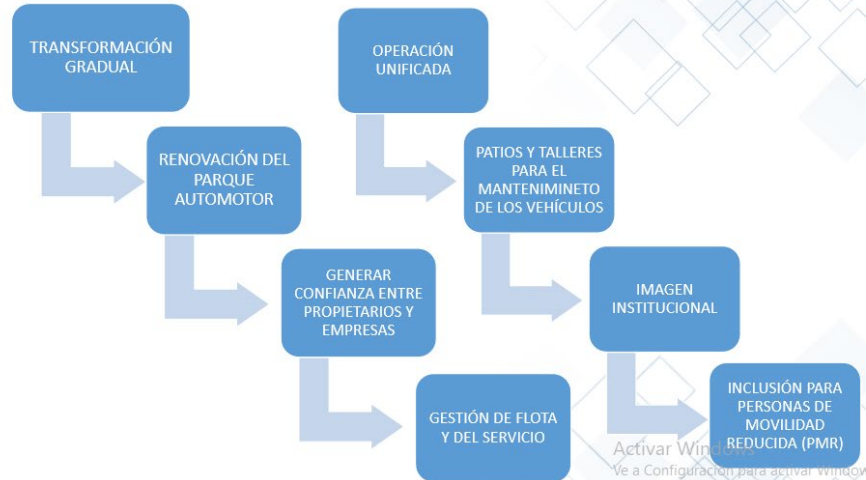 TRANSFORMACIÓN
GRADUAL
RENOVACIÓN DEL
PARQUE
AUTOMOTOR
GENERAR
CONFIANZA ENTRE
PROPIETARIOS Y
EMPRESAS
GESTIÓN DE FLOTA
Y DEL SERVICIO
OPERACIÓN
UNIFICADA
PATIOS Y TALLERES
PARA EL
MANTENIMINETO
DE LOS VEHÍCULOS
IMAGEN
INSTITUCIONAL
INCLUSIÓN PARA
PERSONAS DE
MOVILIDAD
REDUCIDA (PMR)
Activar Windows
Ve a Configuración para activar Window